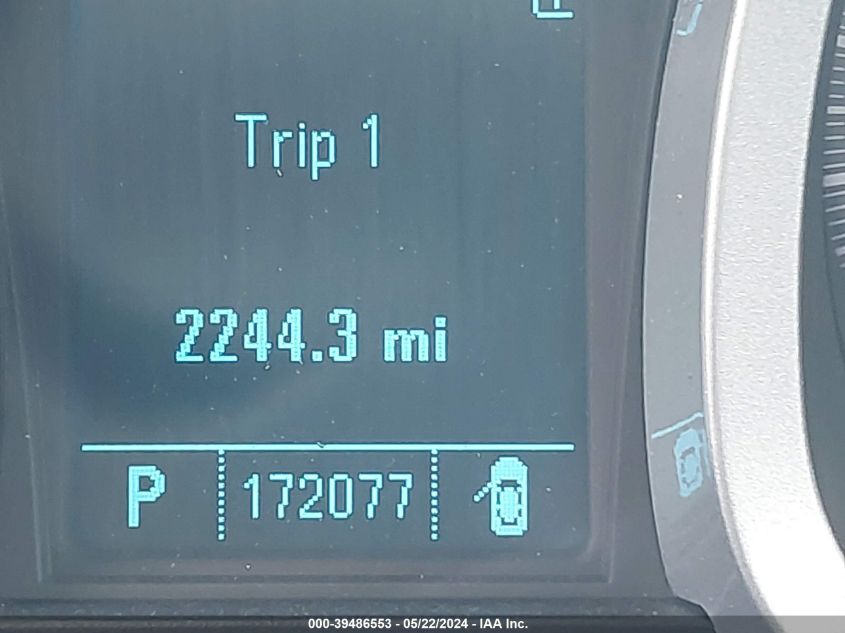 Trip 1
2244.3 mi
P 172077
000-39486553 - 05/22/2024 - IAA Inc.